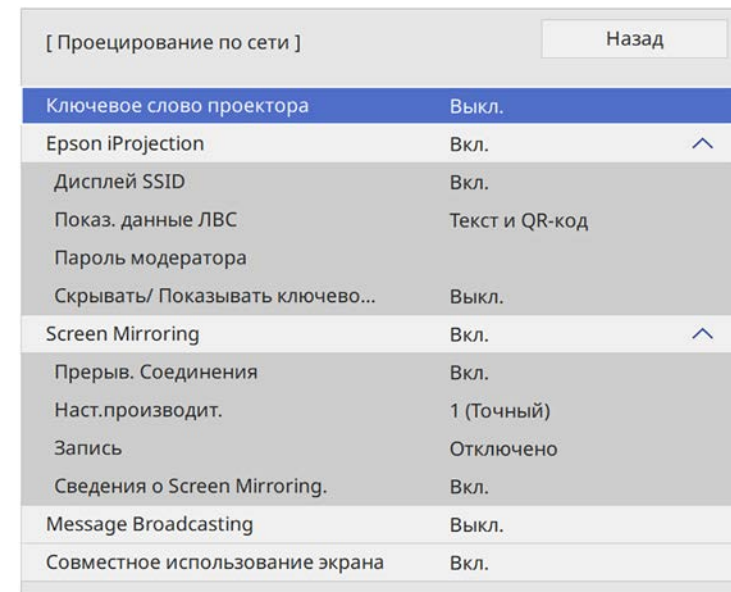 [ Проецирование по сети ] Назад
Ключевое слово проектора Выкл.
Epson iProjection Вкл.
Дисплей SSID Вкл.
Показ. данные ЛВС Текст и QR-код
Пароль модератора
Скрывать/ Показывать ключево... Выкл.
Screen Mirroring Вкл.
Прерыв. Соединения Вкл.
Наст.производит. 1 (Точный)
Запись Отключено
Сведения о Screen Mirroring. Вкл.
Message Broadcasting Выкл.
Совместное использование экрана Вкл.